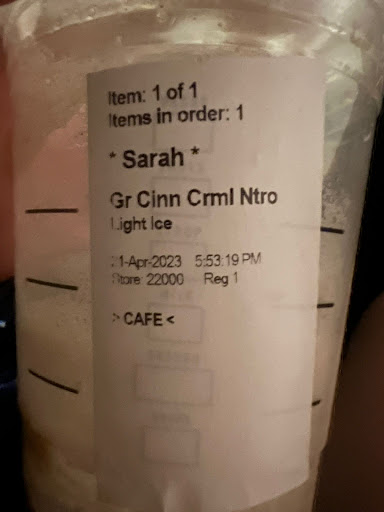 Item: 1 of 1
Items in order: 1
* Sarah *
Gr Cinn Crml Ntro
Light Ice
21-Apr-2023 5:53:19 PM
Store: 22000 Reg 1
> CAFE <